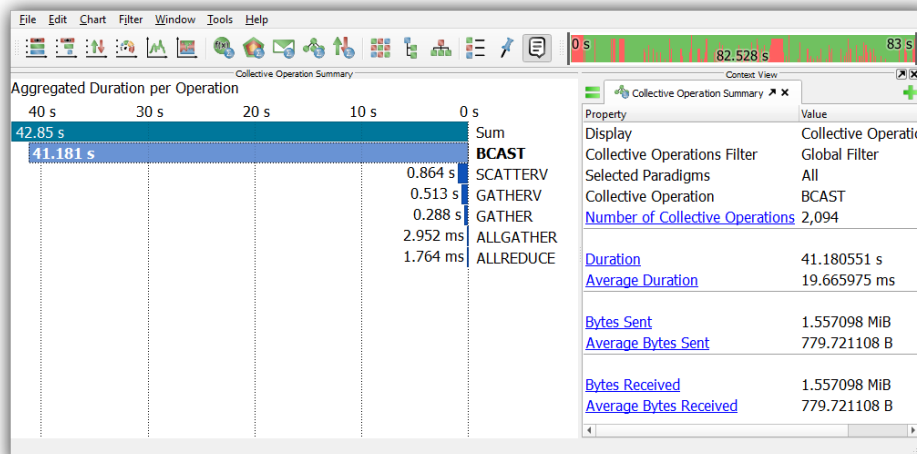 File Edit Chart Filter Window Tools Help
0 s 82.528 s 83 s
Collective Operation Summary
Aggregated Duration per Operation
40 s 30 s 20 s 10 s 0 s
42.85 s Sum
41.181 s BCAST
0.864 s SCATTERV
0.513 s GATHERV
0.288 s GATHER
2.952 ms ALLGATHER
1.764 ms ALLREDUCE
Context View
Collective Operation Summary
Property Value
Display Collective Operatio
Collective Operations Filter Global Filter
Selected Paradigms All
Collective Operation BCAST
Number of Collective Operations 2,094
Duration 41.180551 s
Average Duration 19.665975 ms
Bytes Sent 1.557098 MiB
Average Bytes Sent 779.721108 B
Bytes Received 1.557098 MiB
Average Bytes Received 779.721108 B